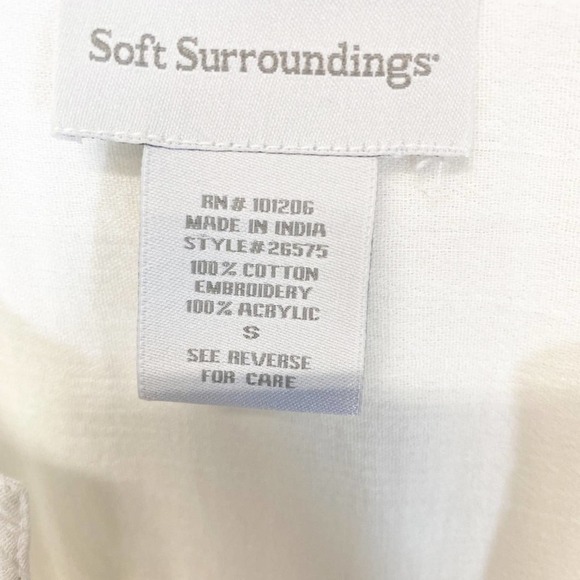 Soft Surroundings
RN# 101206
MADE IN INDIA
STYLE#26575
100% COTTON
EMBROIDERY
100% ACRYLIC
S
SEE REVERSE
FOR CARE